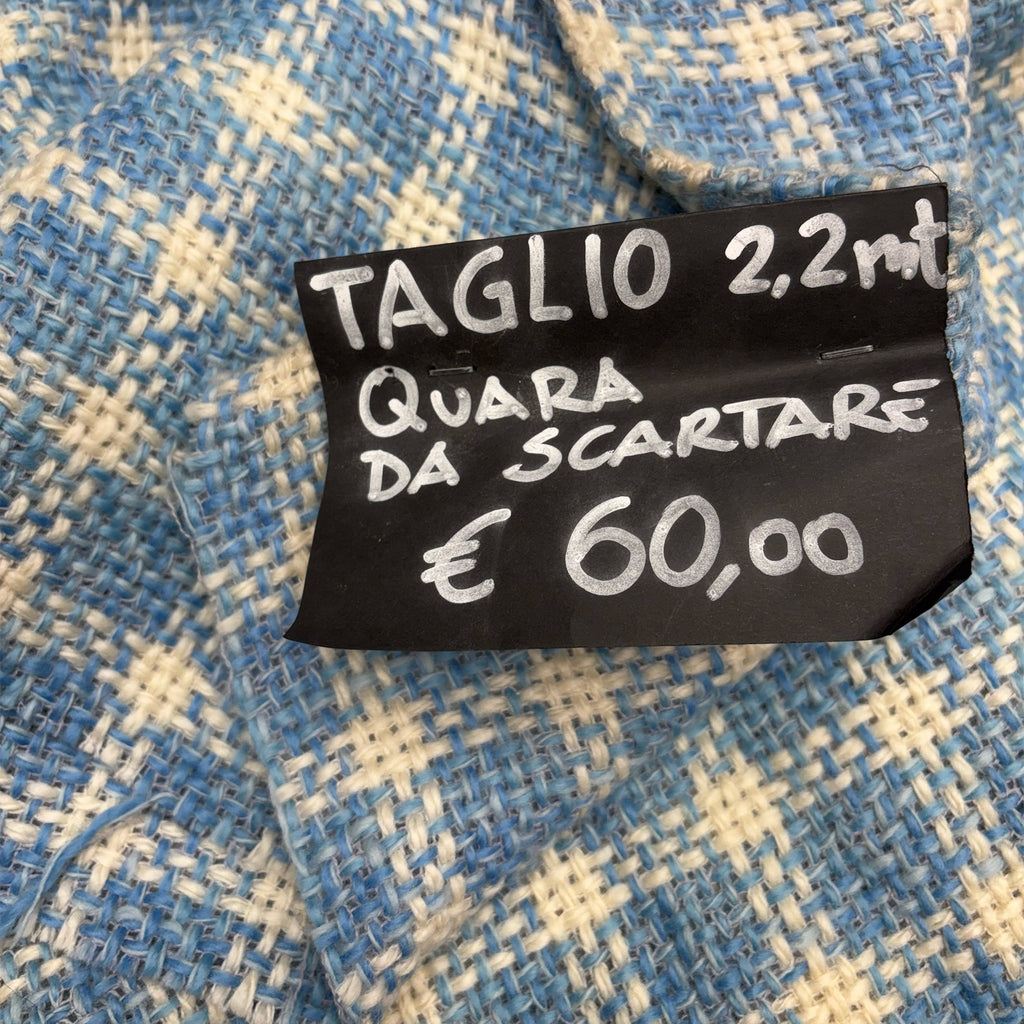 TAGLIO 2,2mt
QUARA
DA SCARTARE
€ 60,00